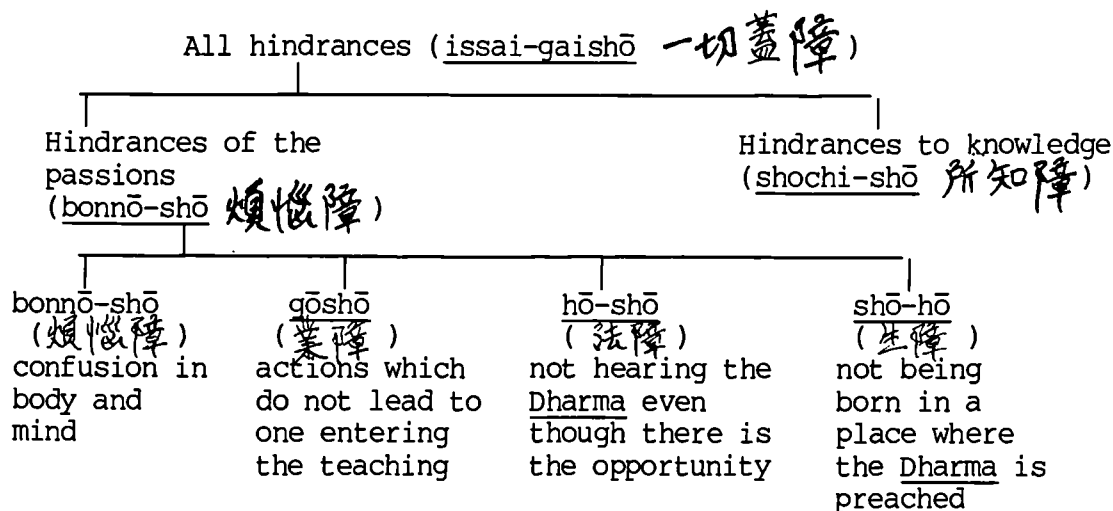 All hindrances (issai-gaishō 一切蓋障)
Hindrances of the
passions
(bonnō-shō 煩惱障)
Hindrances to knowledge
(shochi-shō 所知障)
bonnō-shō
(煩惱障)
confusion in
body and
mind
gōshō
(業障)
actions which
do not lead to
one entering
the teaching
hō-shō
(法障)
not hearing the
Dharma even
though there is
the opportunity
shō-hō
(生障)
not being
born in a
place where
the Dharma is
preached